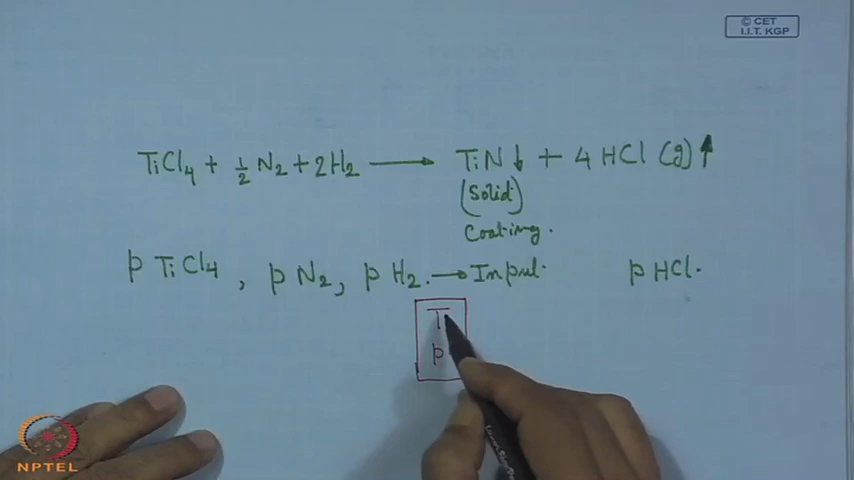 © CET
I.I.T. KGP
TiCl4 + 1/2 N2 + 2H2 → TiN ↓ + 4 HCl (g) ↑
(Solid)
Coating.
p TiCl4 , p N2, p H2. → Input. p HCl.
T
p
NPTEL